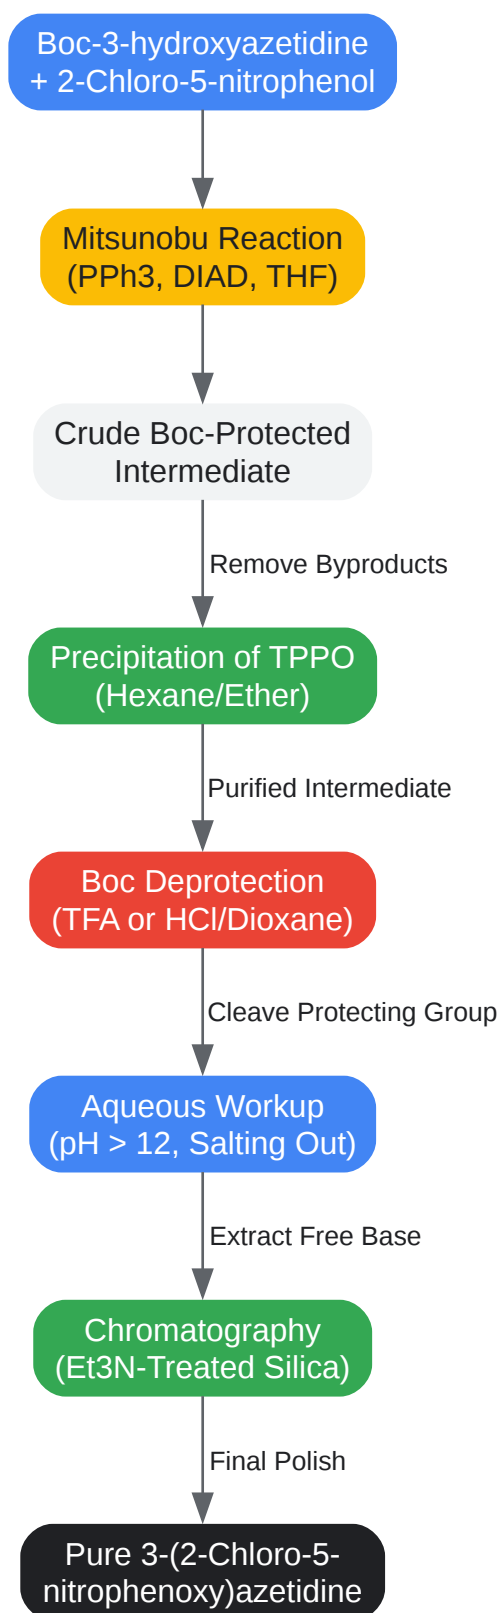 Boc-3-hydroxyazetidine
+ 2-Chloro-5-nitrophenol
Mitsunobu Reaction
(PPh3, DIAD, THF)
Crude Boc-Protected
Intermediate
Remove Byproducts
Precipitation of TPPO
(Hexane/Ether)
Purified Intermediate
Boc Deprotection
(TFA or HCl/Dioxane)
Cleave Protecting Group
Aqueous Workup
(pH > 12, Salting Out)
Extract Free Base
Chromatography
(Et3N-Treated Silica)
Final Polish
Pure 3-(2-Chloro-5-
nitrophenoxy)azetidine